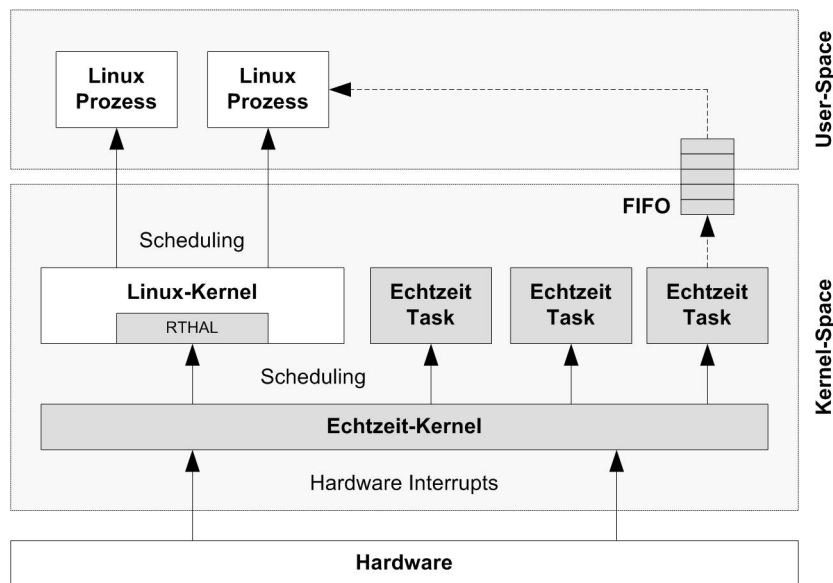 Linux
Prozess
Linux
Prozess
User-Space
FIFO
Scheduling
Linux-Kernel
RTHAL
Echtzeit
Task
Echtzeit
Task
Echtzeit
Task
Kernel-Space
Scheduling
Echtzeit-Kernel
Hardware Interrupts
Hardware